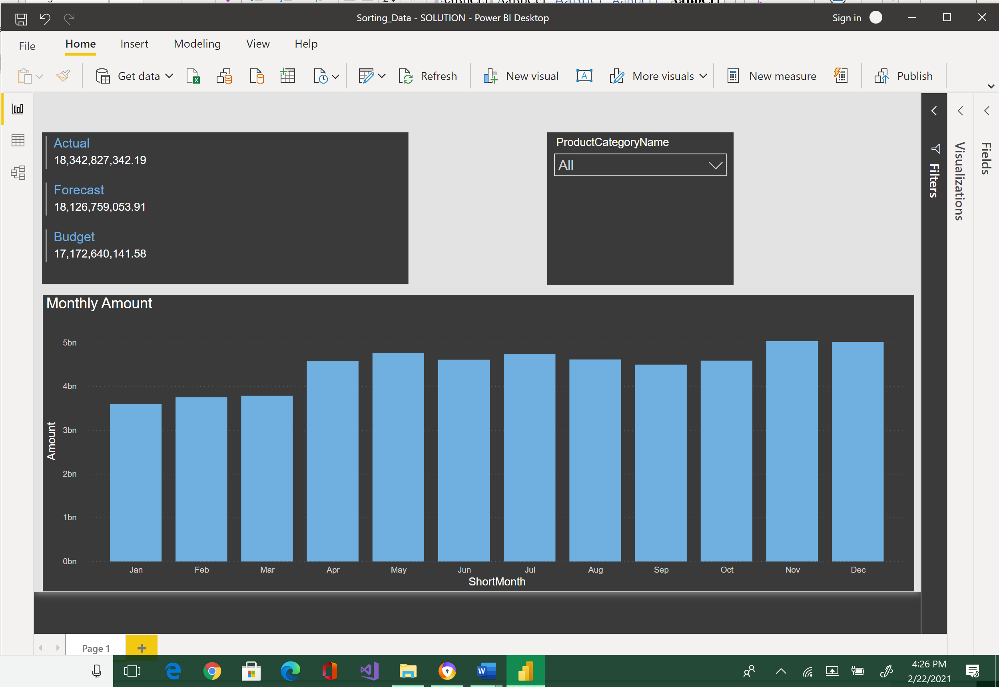 Sorting_Data - SOLUTION - Power BI Desktop
Sign in
File Home Insert Modeling View Help
Get data
Refresh
New visual
A
More visuals
New measure
Publish
Actual
18,342,827,342.19
Forecast
18,126,759,053.91
Budget
17,172,640,141.58
ProductCategoryName
All
Filters
Visualizations
Fields
Monthly Amount
Amount
5bn
4bn
3bn
2bn
1bn
0bn
Jan Feb Mar Apr May Jun Jul Aug Sep Oct Nov Dec
ShortMonth
Page 1
4:26 PM
2/22/2021